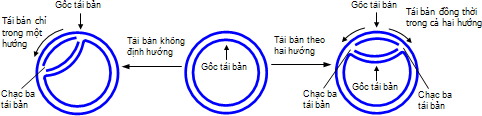 Gốc tái bản
Tái bản chỉ
trong một
hướng
Chạc ba
tái bản
Tái bản không
định hướng
Gốc tái bản
Tái bản theo
hai hướng
Gốc tái bản
Tái bản đồng thời
trong cả hai hướng
Chạc ba
tái bản
Gốc tái bản
Chạc ba
tái bản